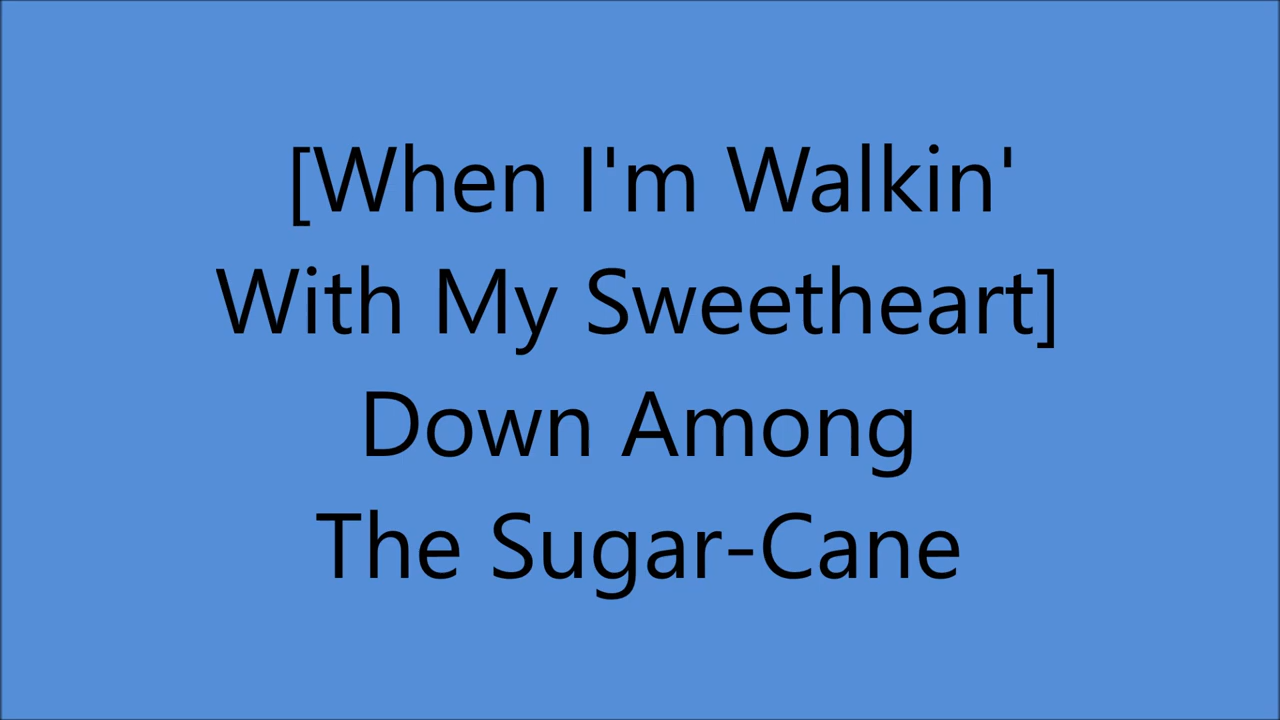 [When I'm Walkin'
With My Sweetheart]
Down Among
The Sugar-Cane